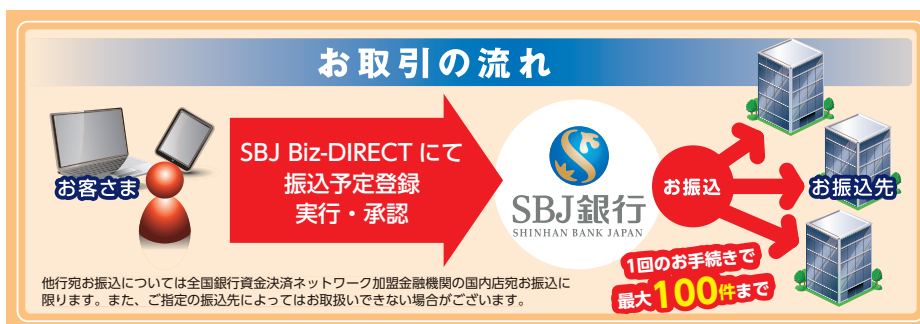 お取引の流れ
お客さま
SBJ Biz-DIRECT にて
振込予定登録
実行・承認
SBJ銀行
SHINHAN BANK JAPAN
お振込
お振込先
1回のお手続きで
最大100件まで
他行宛お振込については全国銀行資金決済ネットワーク加盟金融機関の国内店宛お振込に
限ります。また、ご指定の振込先によってはお取扱いできない場合がございます。